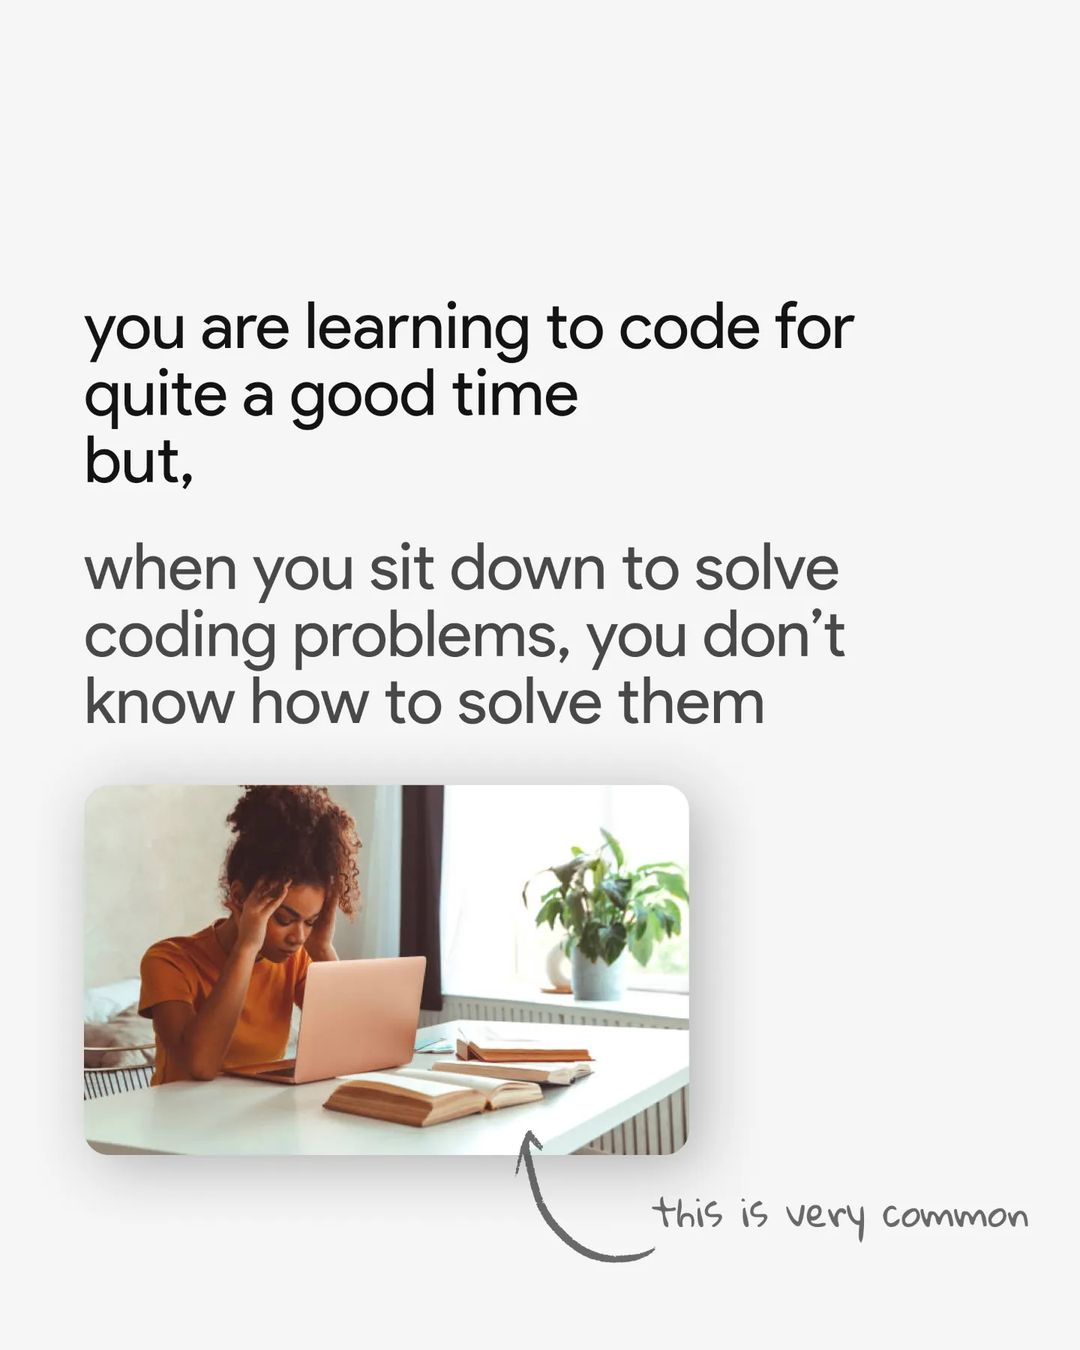 you are learning to code for
quite a good time
but,
when you sit down to solve
coding problems, you don’t
know how to solve them
this is very common